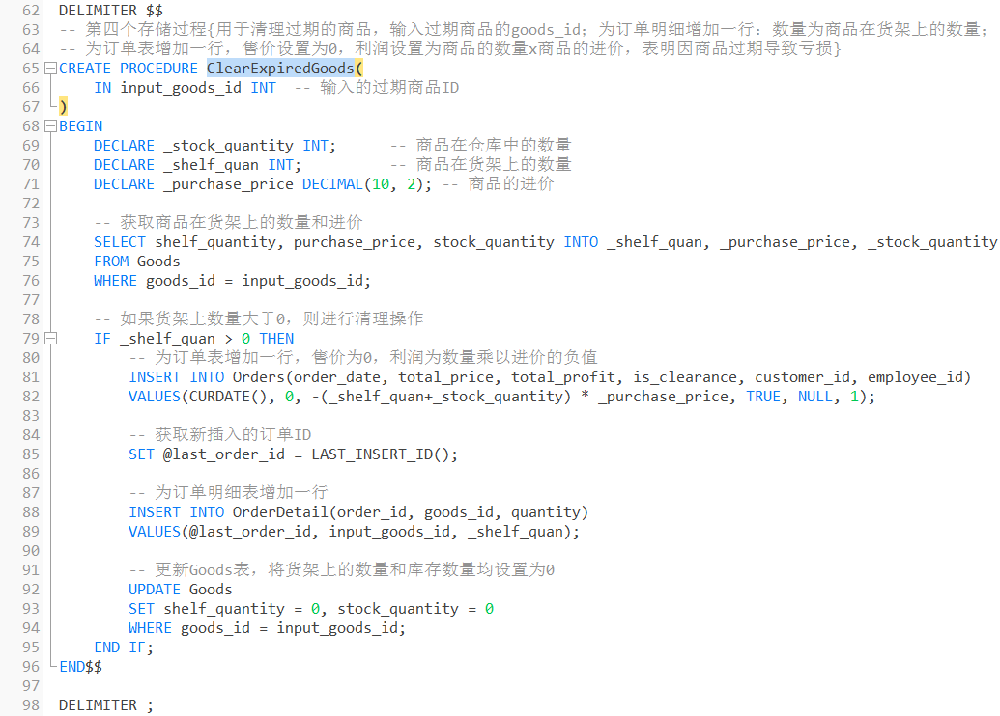 62 DELIMITER $$
63 -- 第四个存储过程{用于清理过期的商品，输入过期商品的goods_id；为订单明细增加一行：数量为商品在货架上的数量；
64 -- 为订单表增加一行，售价设置为0，利润设置为商品的数量x商品的进价，表明因商品过期导致亏损}
65 CREATE PROCEDURE ClearExpiredGoods(
66     IN input_goods_id INT  -- 输入的过期商品ID
67 )
68 BEGIN
69     DECLARE _stock_quantity INT;      -- 商品在仓库中的数量
70     DECLARE _shelf_quan INT;          -- 商品在货架上的数量
71     DECLARE _purchase_price DECIMAL(10, 2); -- 商品的进价
72
73     -- 获取商品在货架上的数量和进价
74     SELECT shelf_quantity, purchase_price, stock_quantity INTO _shelf_quan, _purchase_price, _stock_quantity
75     FROM Goods
76     WHERE goods_id = input_goods_id;
77
78     -- 如果货架上数量大于0，则进行清理操作
79     IF _shelf_quan > 0 THEN
80         -- 为订单表增加一行，售价为0，利润为数量乘以进价的负值
81         INSERT INTO Orders(order_date, total_price, total_profit, is_clearance, customer_id, employee_id)
82         VALUES(CURDATE(), 0, -(_shelf_quan+_stock_quantity) * _purchase_price, TRUE, NULL, 1);
83
84         -- 获取新插入的订单ID
85         SET @last_order_id = LAST_INSERT_ID();
86
87         -- 为订单明细表增加一行
88         INSERT INTO OrderDetail(order_id, goods_id, quantity)
89         VALUES(@last_order_id, input_goods_id, _shelf_quan);
90
91         -- 更新Goods表，将货架上的数量和库存数量均设置为0
92         UPDATE Goods
93         SET shelf_quantity = 0, stock_quantity = 0
94         WHERE goods_id = input_goods_id;
95     END IF;
96 END$$
97
98 DELIMITER ;